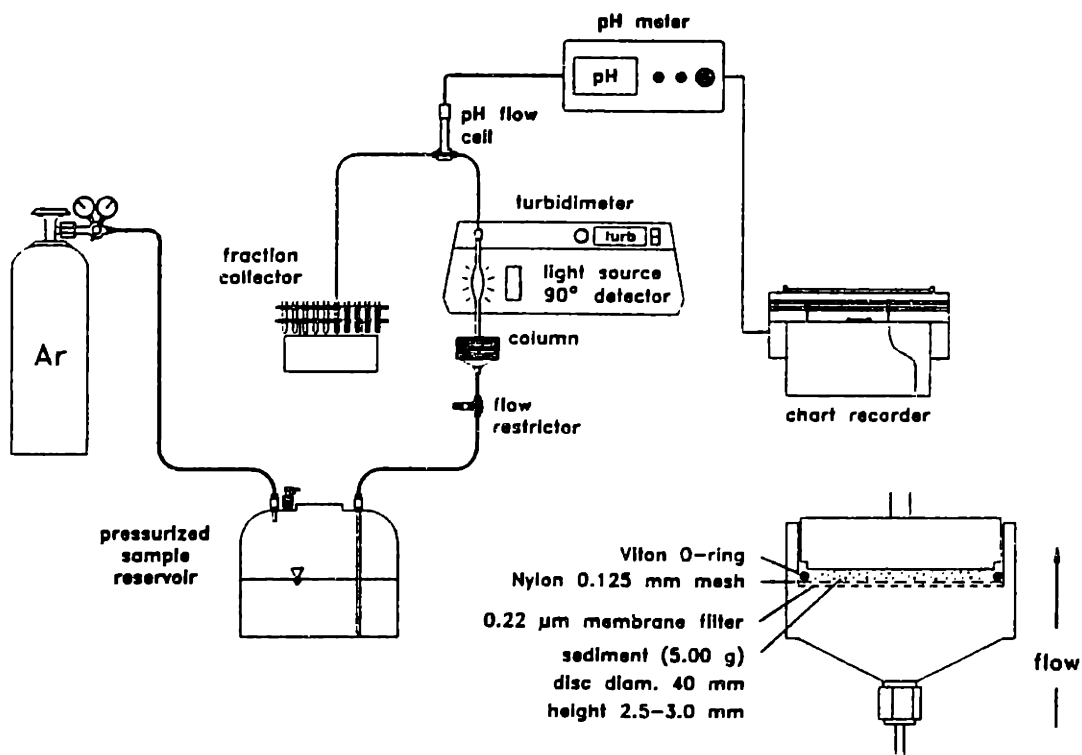 pH meter
pH
pH flow
cell
turbidimeter
turb
light source
90° detector
fraction
collector
column
flow
restrictor
Ar
chart recorder
pressurized
sample
reservoir
Viton O-ring
Nylon 0.125 mm mesh
0.22 µm membrane filter
sediment (5.00 g)
disc diam. 40 mm
height 2.5-3.0 mm
flow